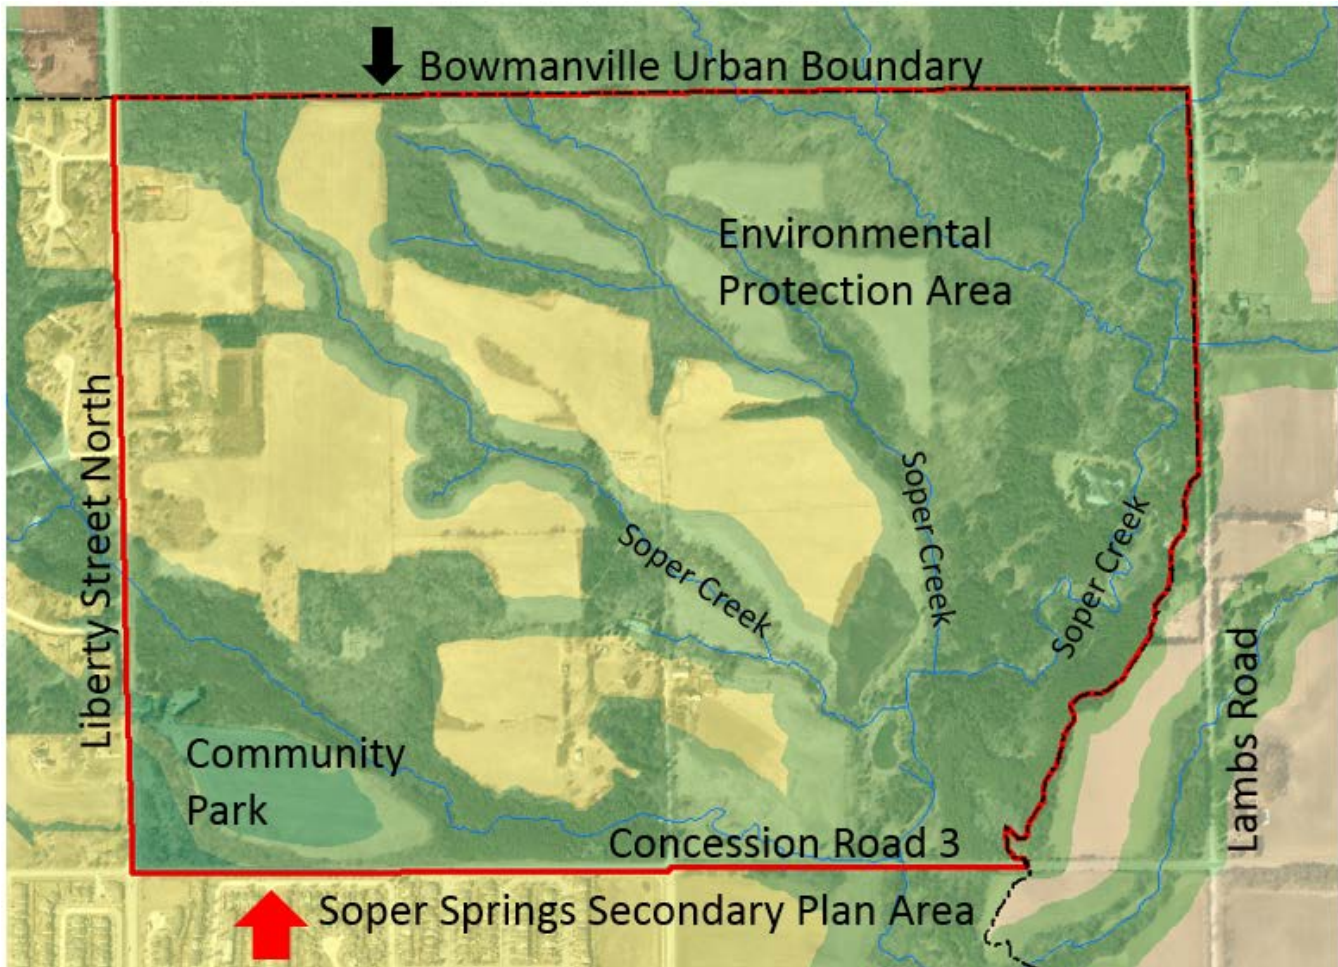 Bowmanville Urban Boundary
Environmental
Protection Area
Liberty Street North
Soper Creek
Soper Creek
Soper Creek
Community
Park
Lambs Road
Concession Road 3
Soper Springs Secondary Plan Area